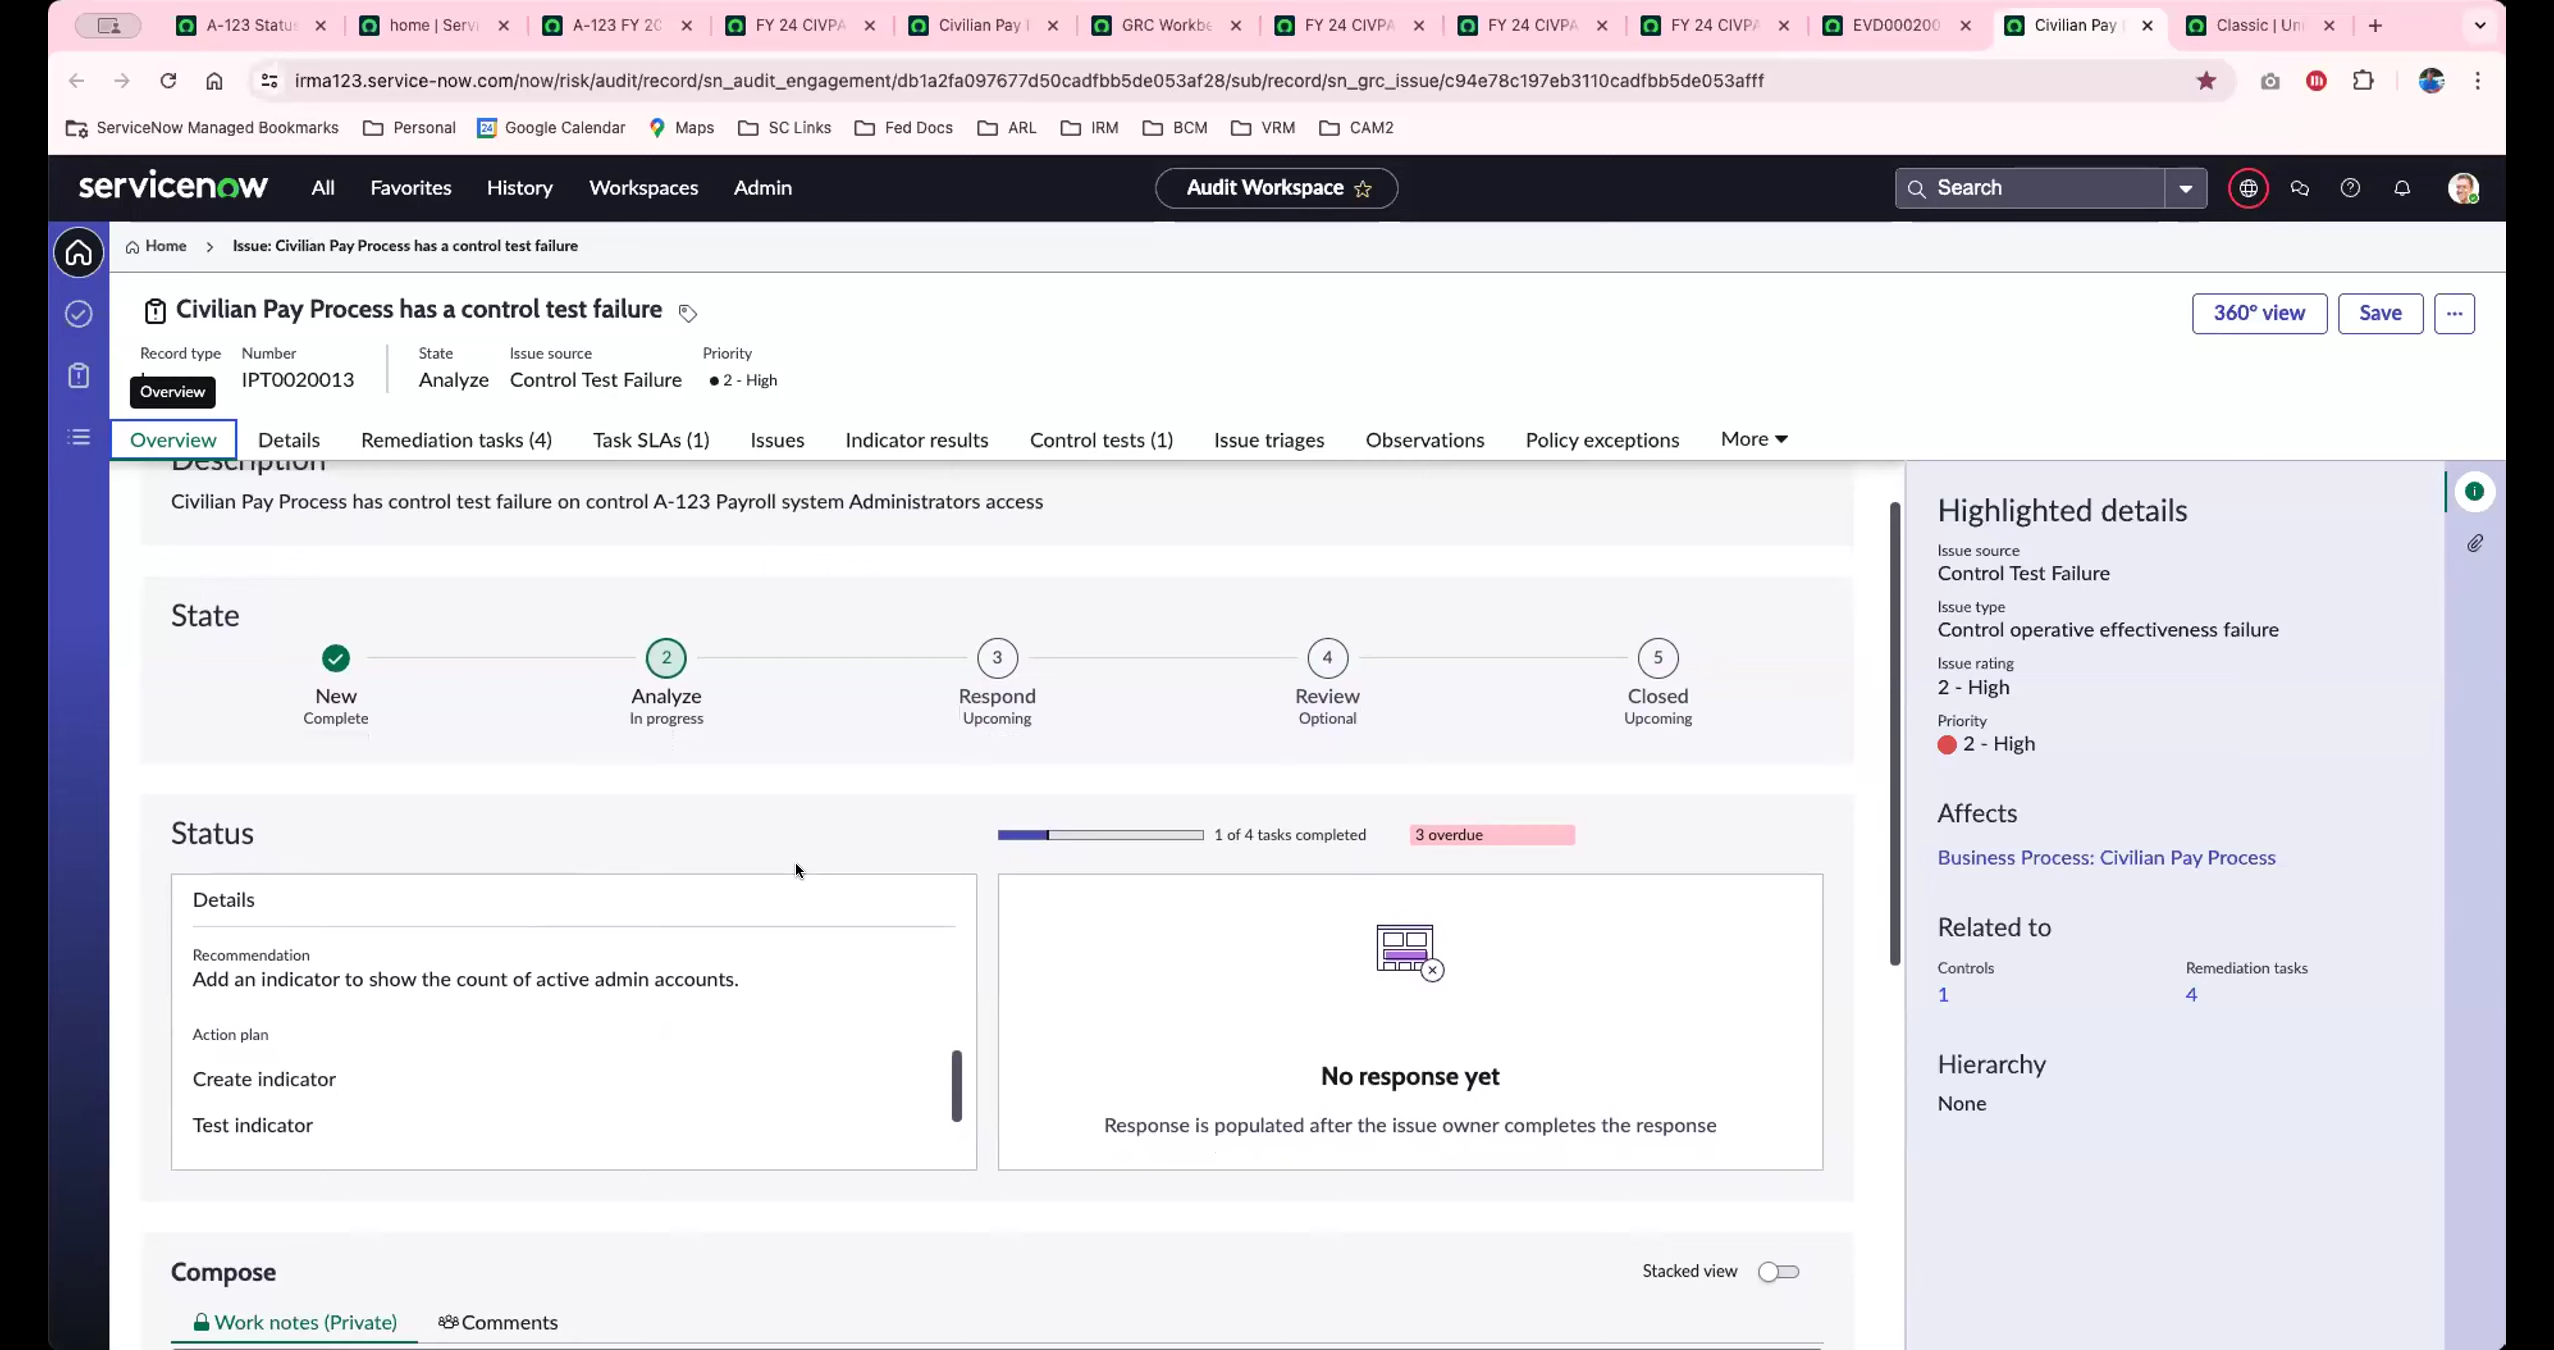 A-123 Statu
home | Servi
A-123 FY 20
FY 24 CIVPA
Civilian Pay
GRC Workbe
FY 24 CIVPA
FY 24 CIVPA
FY 24 CIVPA
EVD000200
Civilian Pay
Classic | Un
irma123.service-now.com/now/risk/audit/record/sn_audit_engagement/db1a2fa097677d50cadfbb5de053af28/sub/record/sn_grc_issue/c94e78c197eb3110cadfbb5de053afff
ServiceNow Managed Bookmarks Personal Google Calendar Maps SC Links Fed Docs ARL IRM BCM VRM CAM2
servicenow All Favorites History Workspaces Admin Audit Workspace Search
Home > Issue: Civilian Pay Process has a control test failure
Civilian Pay Process has a control test failure
360° view Save ...
Record type Number State Issue source Priority
IPT0020013 Analyze Control Test Failure 2 - High
Overview
Overview Details Remediation tasks (4) Task SLAs (1) Issues Indicator results Control tests (1) Issue triages Observations Policy exceptions More
Description
Civilian Pay Process has control test failure on control A-123 Payroll system Administrators access
State
2 3 4 5
New Analyze Respond Review Closed
Complete In progress Upcoming Optional Upcoming
Status
1 of 4 tasks completed 3 overdue
Details
Recommendation
Add an indicator to show the count of active admin accounts.
Action plan
Create indicator
Test indicator
No response yet
Response is populated after the issue owner completes the response
Compose
Stacked view
Work notes (Private) Comments
Highlighted details
Issue source
Control Test Failure
Issue type
Control operative effectiveness failure
Issue rating
2 - High
Priority
2 - High
Affects
Business Process: Civilian Pay Process
Related to
Controls Remediation tasks
1 4
Hierarchy
None